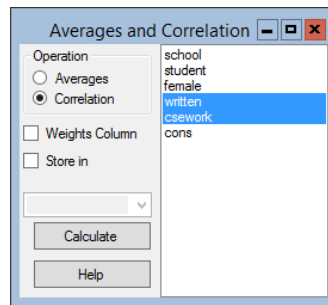 Averages and Correlation
Operation
Averages
Correlation
Weights Column
Store in
Calculate
Help
school
student
female
written
csework
cons